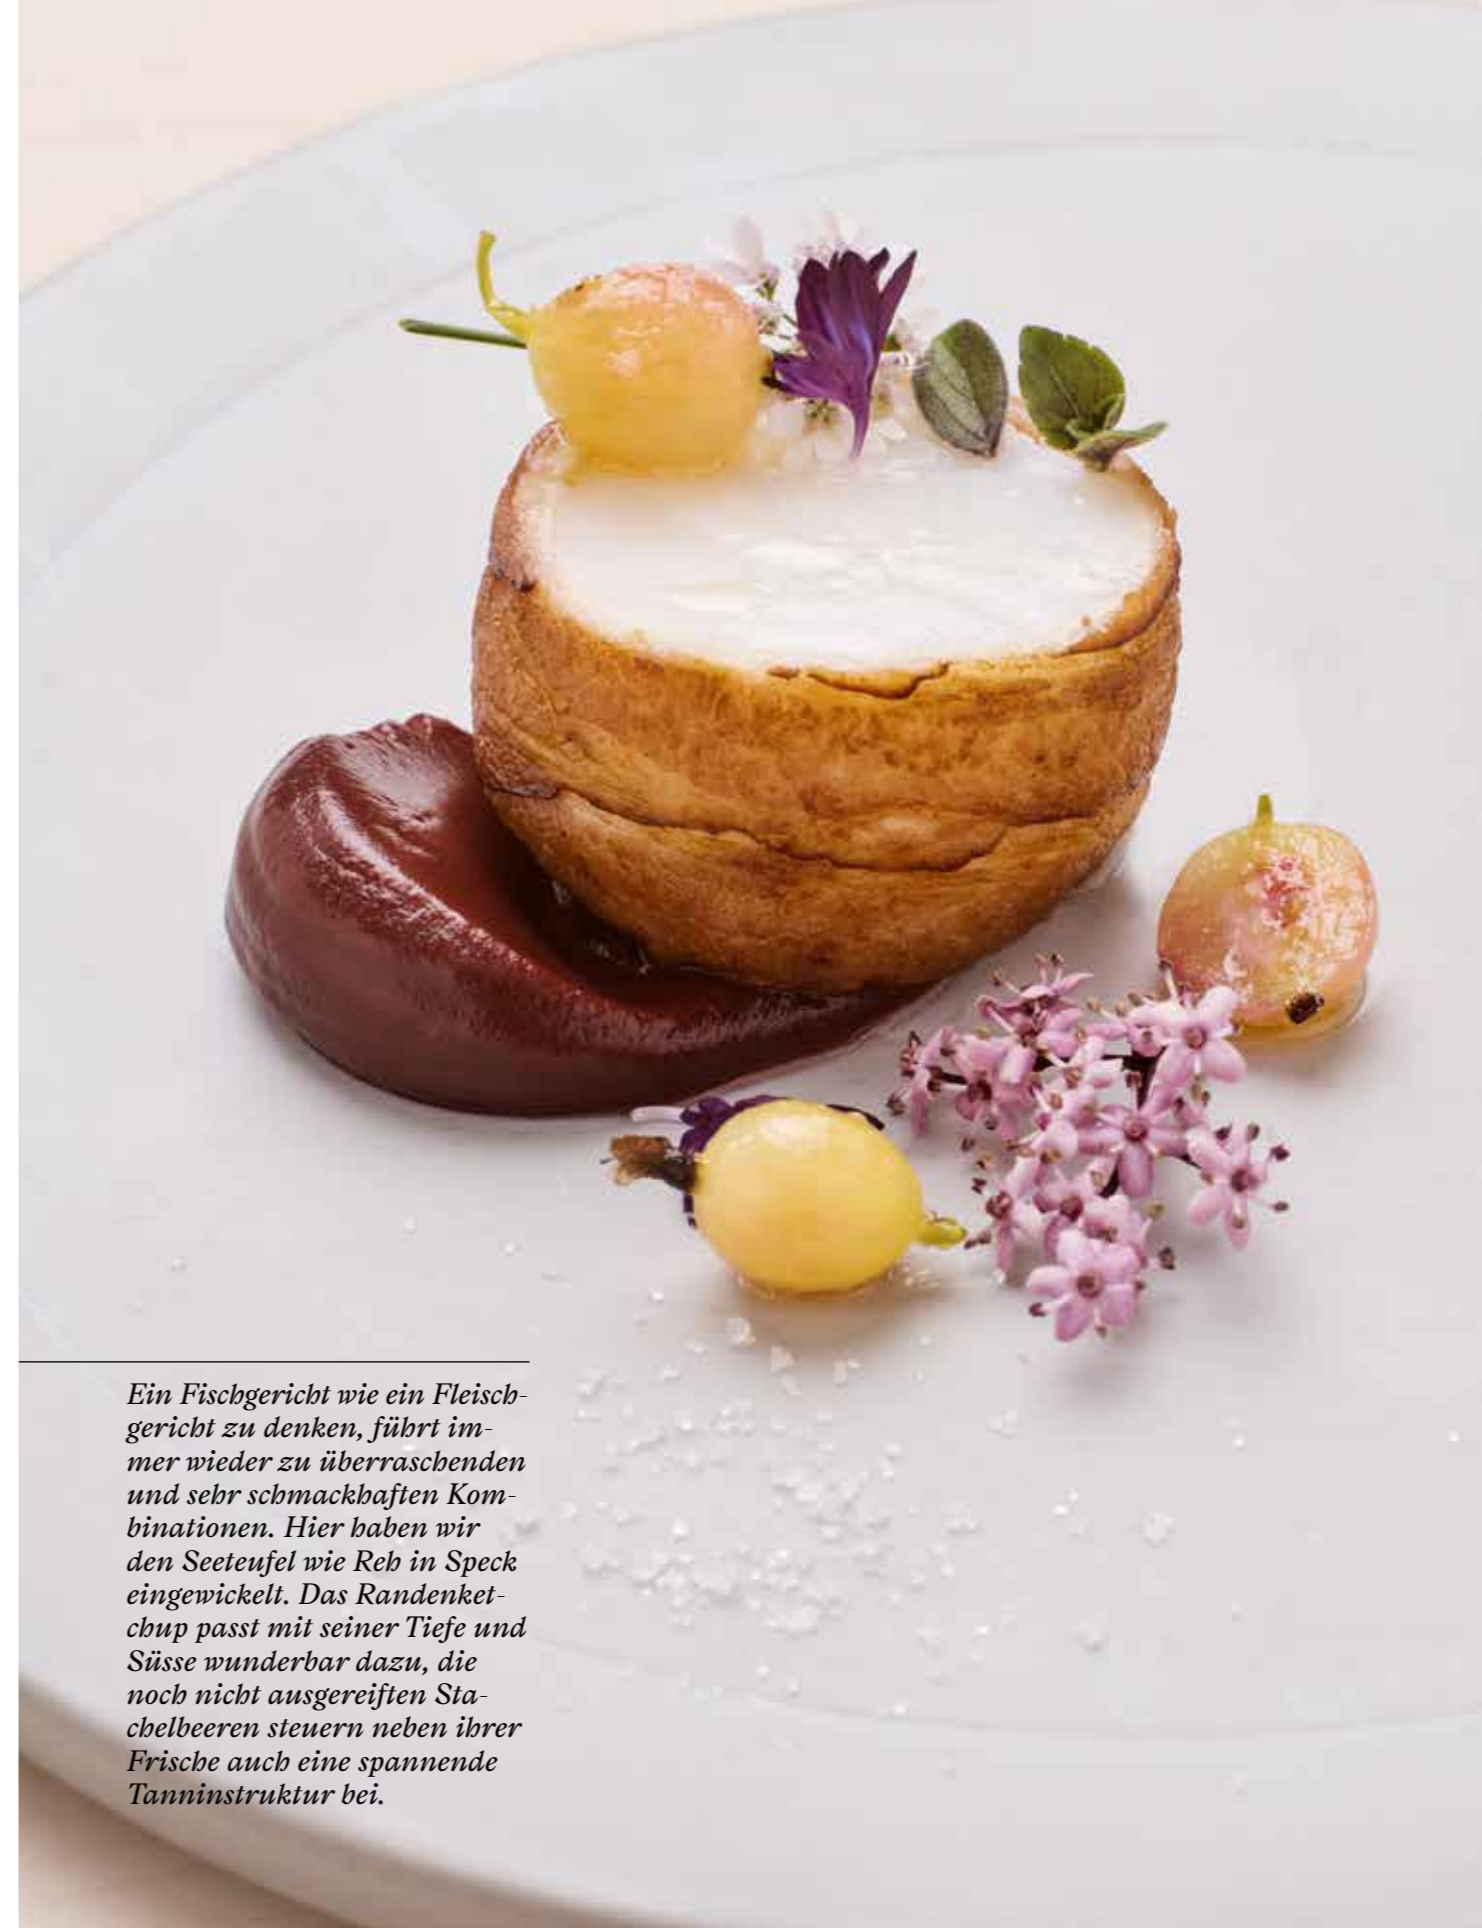 Ein Fischgericht wie ein Fleisch-
gericht zu denken, führt im-
mer wieder zu überraschenden
und sehr schmackhaften Kom-
binationen. Hier haben wir
den Seeteufel wie Reh in Speck
eingewickelt. Das Randenket-
chup passt mit seiner Tiefe und
Süsse wunderbar dazu, die
noch nicht ausgereiften Sta-
chelbeeren steuern neben ihrer
Frische auch eine spannende
Tanninstruktur bei.